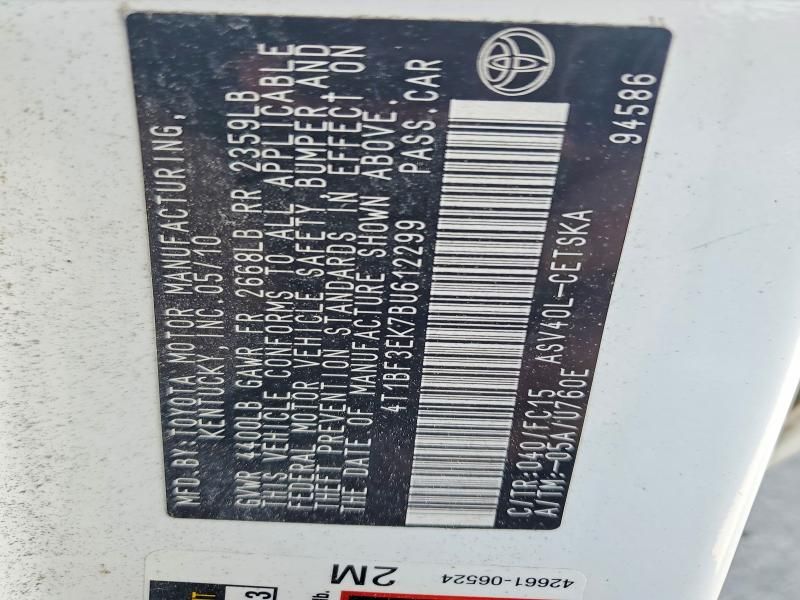 MFD.BY:TOYOTA MOTOR MANUFACTURING,
KENTUCKY, INC.05/10
GVWR 4400LB GAWR FR 2668LB RR 2359LB
THIS VEHICLE CONFORMS TO ALL APPLICABLE
FEDERAL MOTOR VEHICLE SAFETY, BUMPER AND
THEFT PREVENTION STANDARDS IN EFFECT ON
THE DATE OF MANUFACTURE SHOWN ABOVE.
4T1BF3EK7BU612299 PASS.CAR
C/TR:040/FC15 ASV40L-CETSKA
A/TM:-05A/U760E
94586
2M
42661-06524
lb.
3